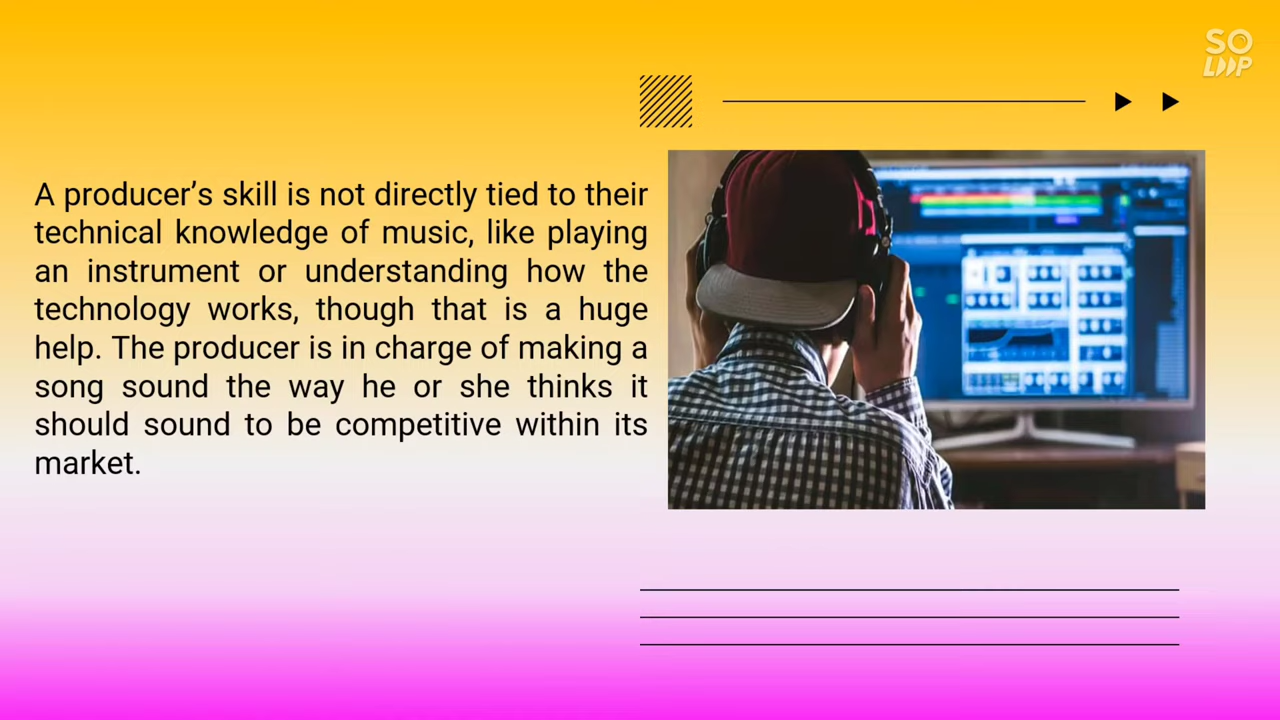 SO
LOOP
A producer’s skill is not directly tied to their
technical knowledge of music, like playing
an instrument or understanding how the
technology works, though that is a huge
help. The producer is in charge of making a
song sound the way he or she thinks it
should sound to be competitive within its
market.